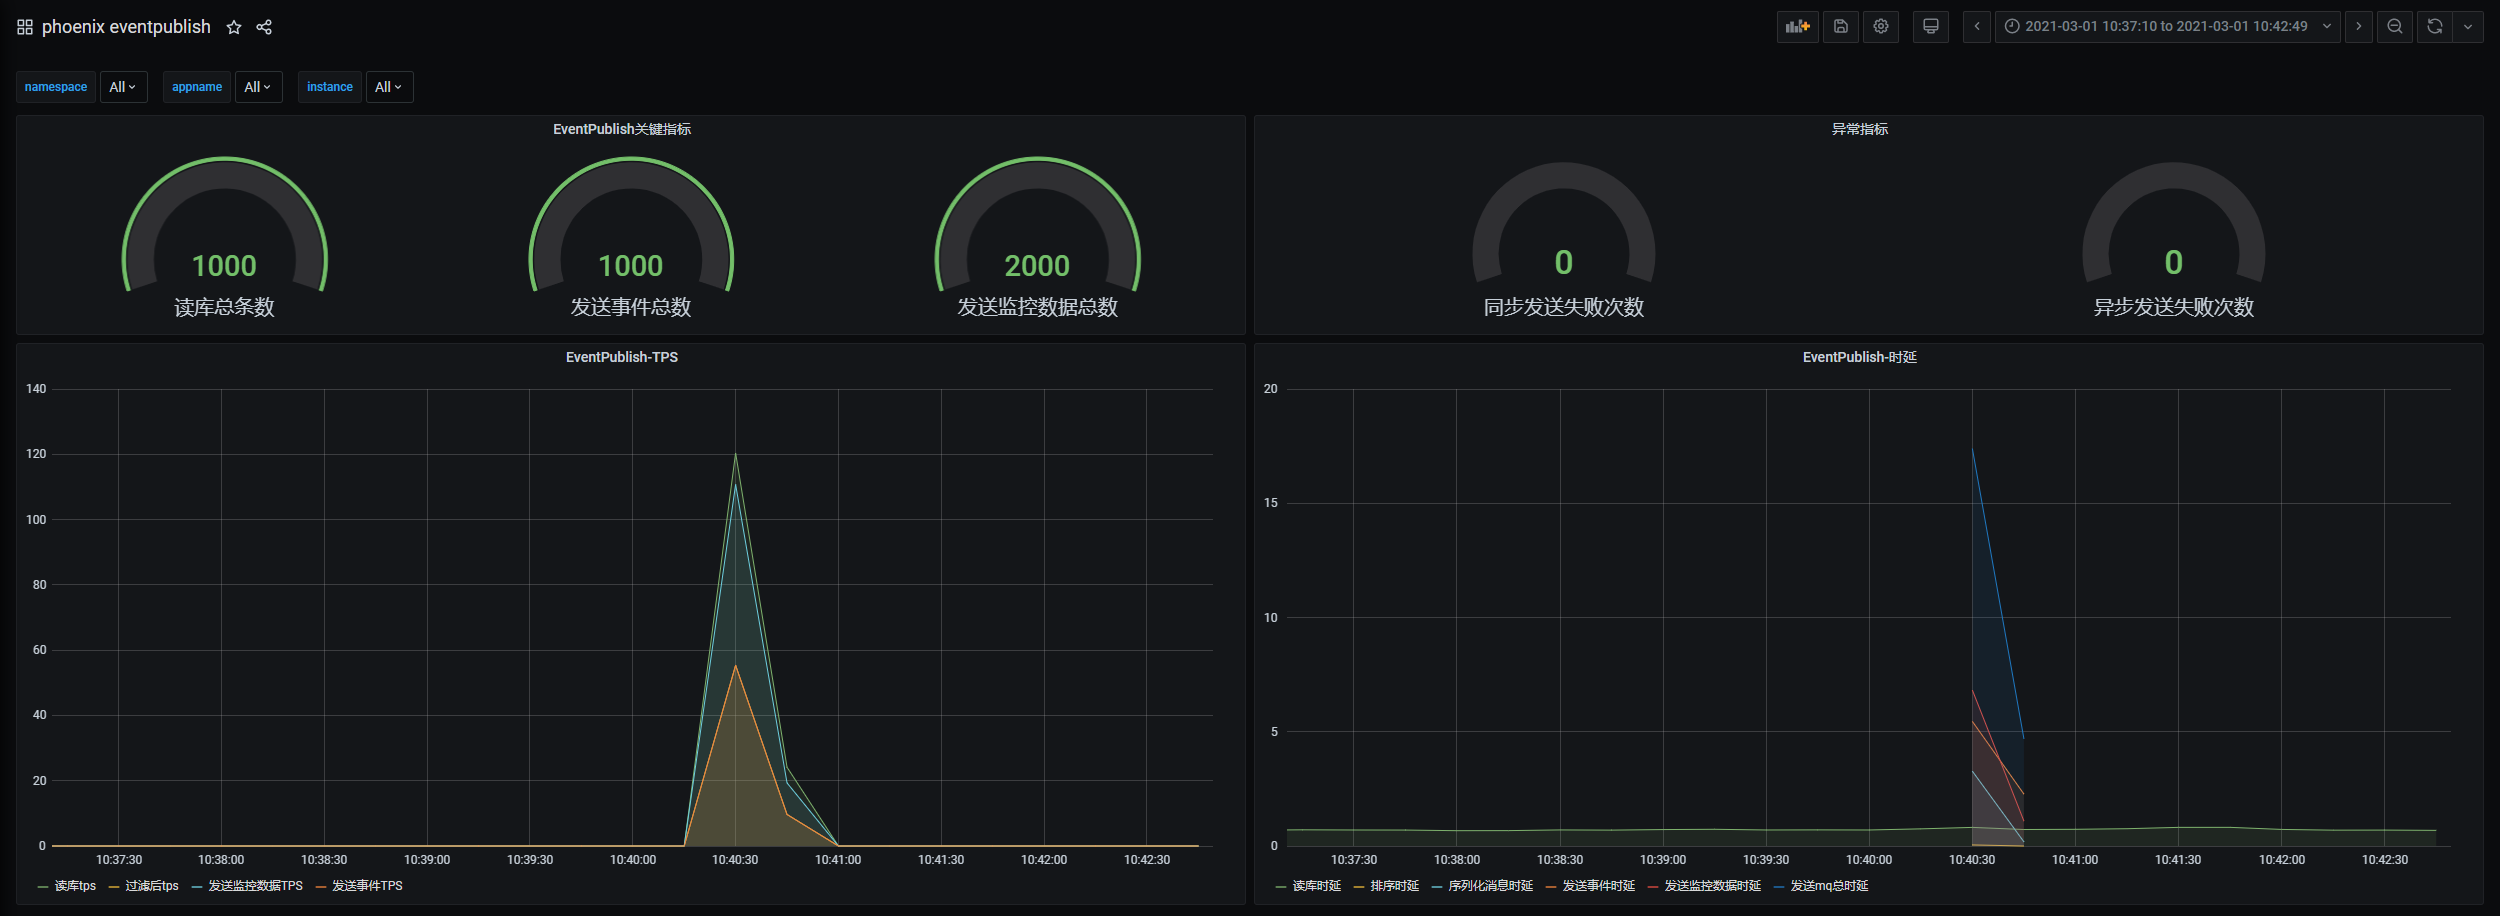 phoenix eventpublish
2021-03-01 10:37:10 to 2021-03-01 10:42:49
namespace All appname All instance All
EventPublish关键指标
1000 1000 2000
读库总条数 发送事件总数 发送监控数据总数
异常指标
0 0
同步发送失败次数 异步发送失败次数
EventPublish-TPS
140
120
100
80
60
40
20
0
10:37:30 10:38:00 10:38:30 10:39:00 10:39:30 10:40:00 10:40:30 10:41:00 10:41:30 10:42:00 10:42:30
读库tps 过滤后tps 发送监控数据TPS 发送事件TPS
EventPublish-时延
20
15
10
5
0
10:37:30 10:38:00 10:38:30 10:39:00 10:39:30 10:40:00 10:40:30 10:41:00 10:41:30 10:42:00 10:42:30
读库时延 排序时延 序列化消息时延 发送事件时延 发送监控数据时延 发送mq总时延